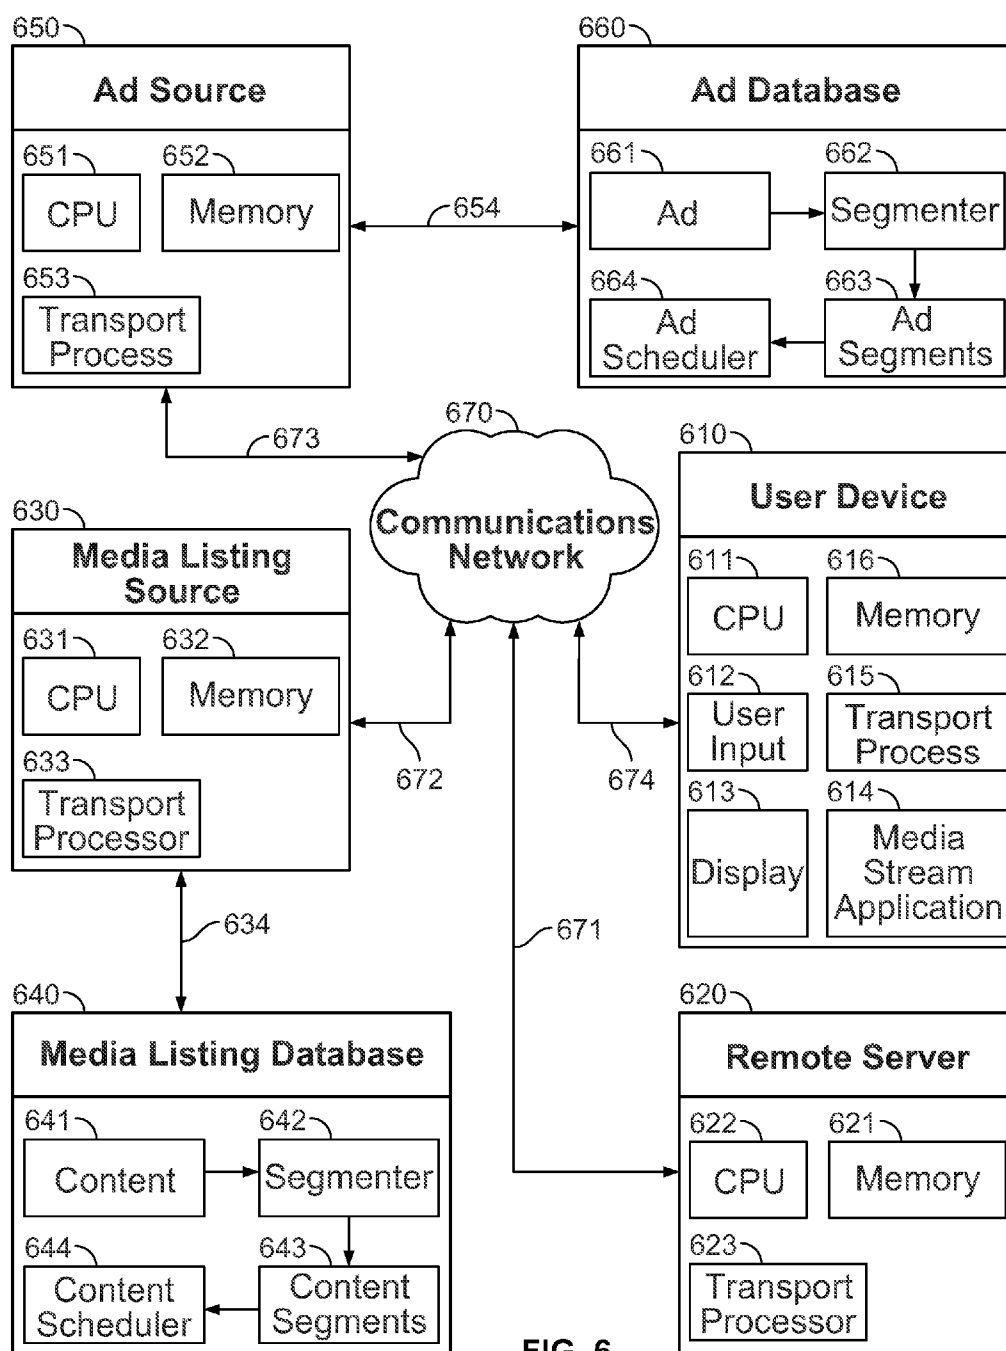 650
Ad Source
651
CPU
652
Memory
653
Transport
Process
654
660
Ad Database
661
Ad
662
Segmenter
664
Ad
Scheduler
663
Ad
Segments
673
670
Communications
Network
610
User Device
611
CPU
616
Memory
612
User
Input
615
Transport
Process
613
Display
614
Media
Stream
Application
630
Media Listing
Source
631
CPU
632
Memory
633
Transport
Processor
672
674
634
671
640
Media Listing Database
641
Content
642
Segmenter
644
Content
Scheduler
643
Content
Segments
620
Remote Server
622
CPU
621
Memory
623
Transport
Processor
FIG. 6